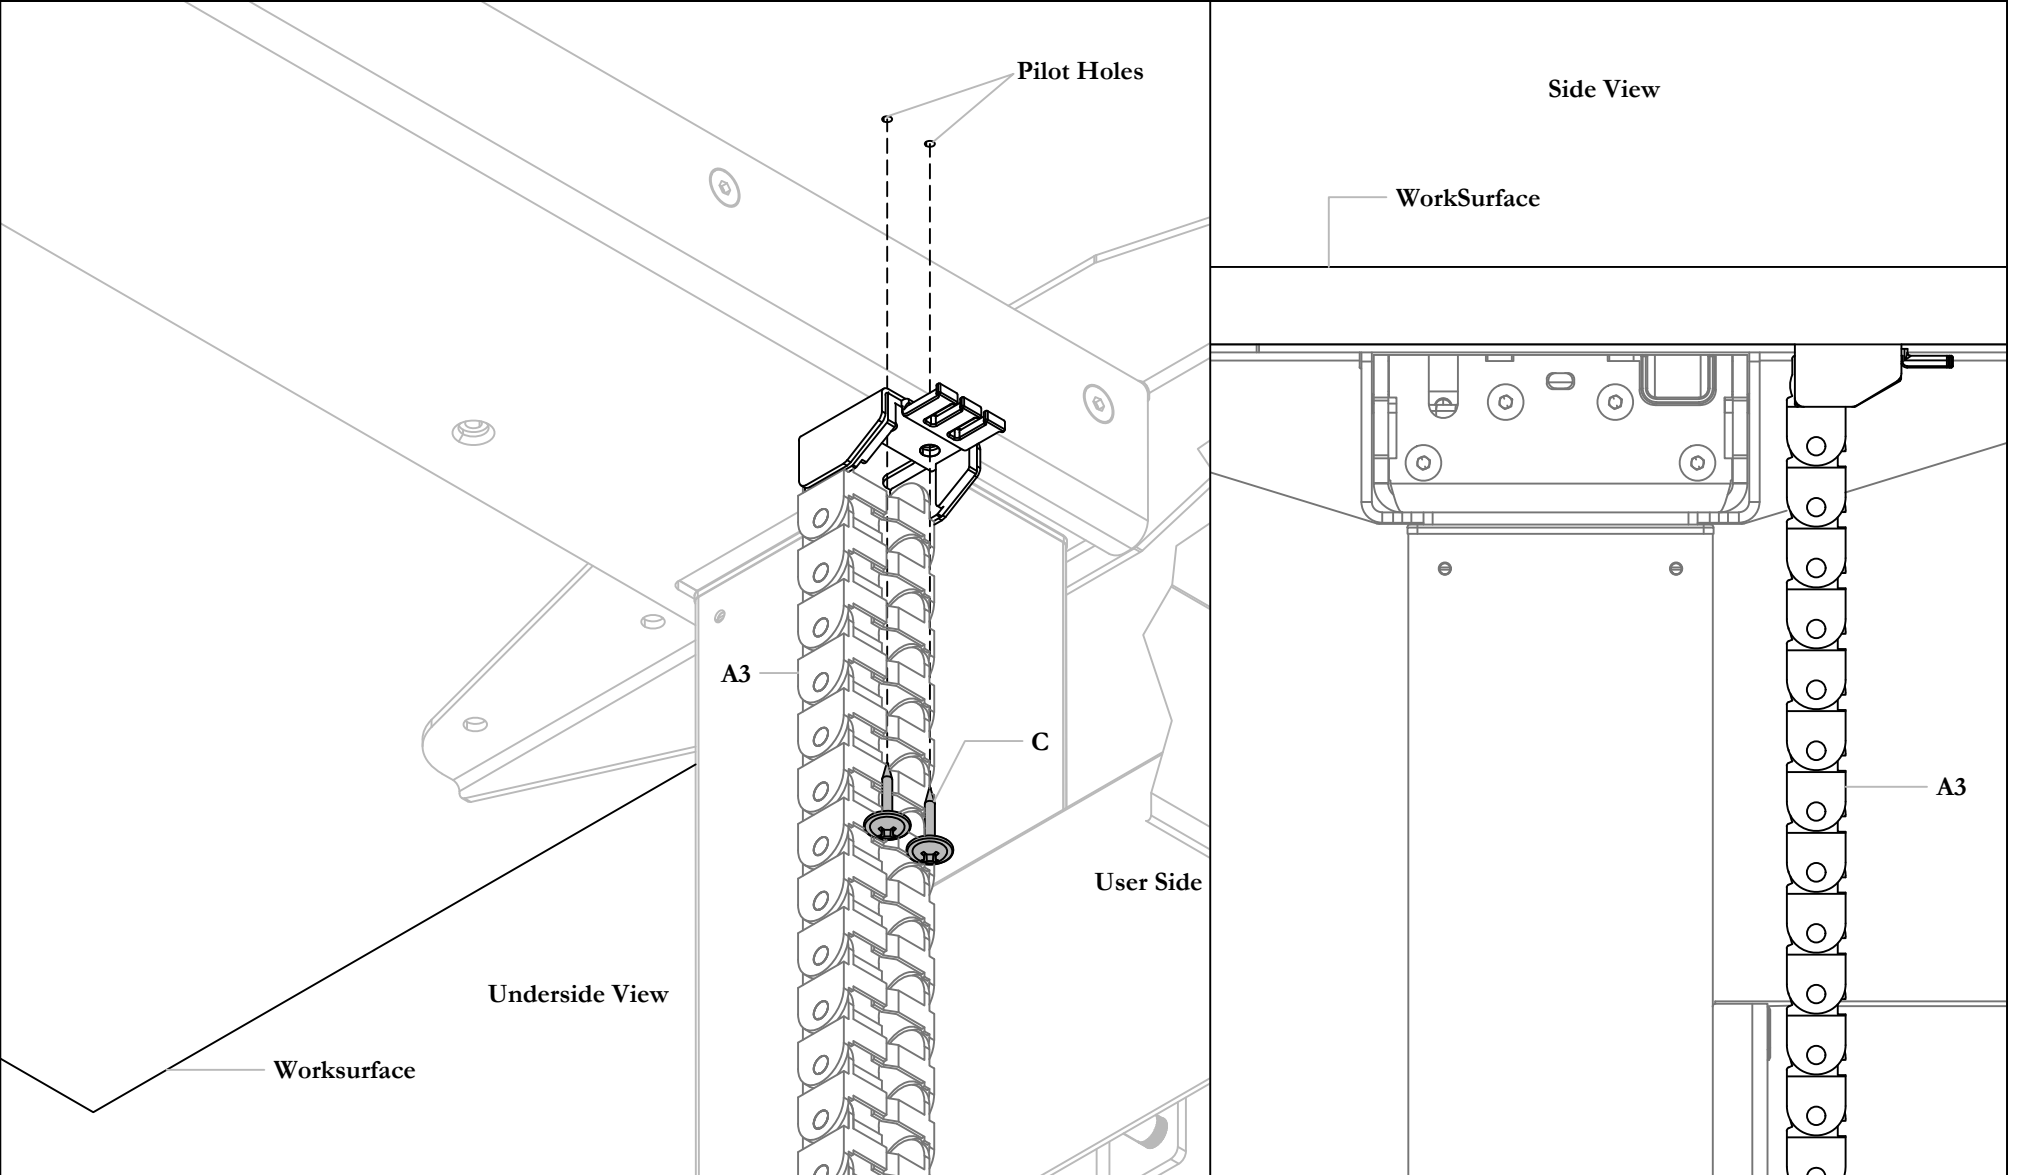 Pilot Holes
Side View
WorkSurface
A3
C
A3
User Side
Underside View
Worksurface